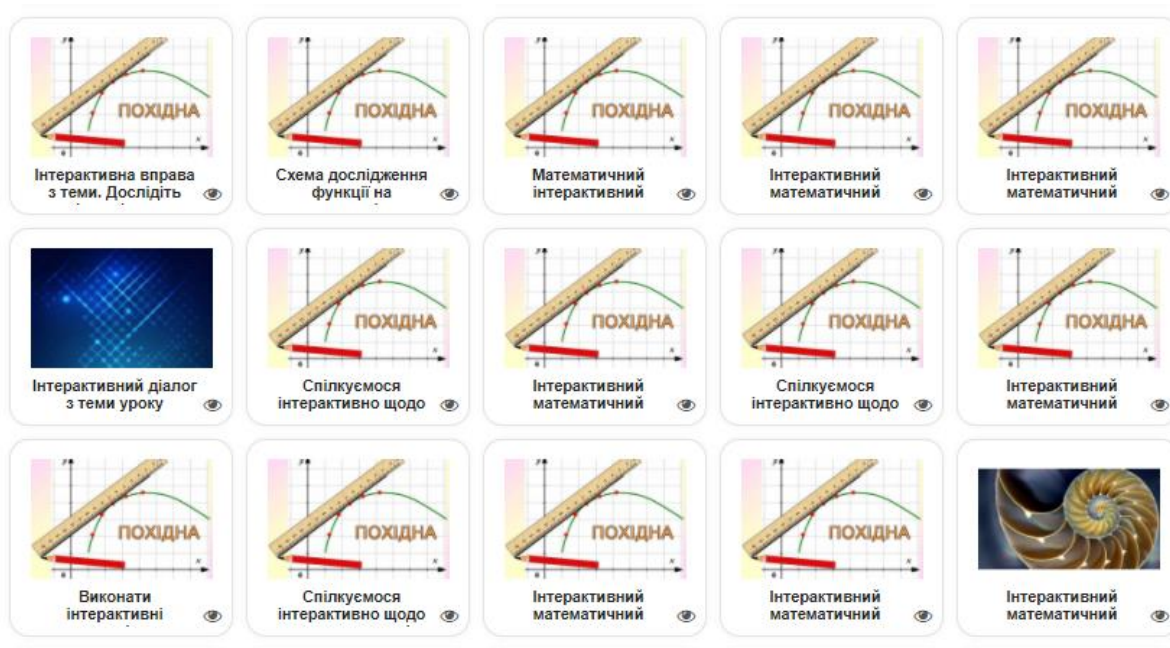 ПОХІДНА
Інтерактивна вправа
з теми. Дослідіть
ПОХІДНА
Схема дослідження
функції на
ПОХІДНА
Математичний
інтерактивний
ПОХІДНА
Інтерактивний
математичний
ПОХІДНА
Інтерактивний
математичний
Інтерактивний діалог
з теми уроку
ПОХІДНА
Спілкуємося
інтерактивно щодо
ПОХІДНА
Інтерактивний
математичний
ПОХІДНА
Спілкуємося
інтерактивно щодо
ПОХІДНА
Інтерактивний
математичний
ПОХІДНА
Виконати
інтерактивні
ПОХІДНА
Спілкуємося
інтерактивно щодо
ПОХІДНА
Інтерактивний
математичний
ПОХІДНА
Інтерактивний
математичний
Інтерактивний
математичний